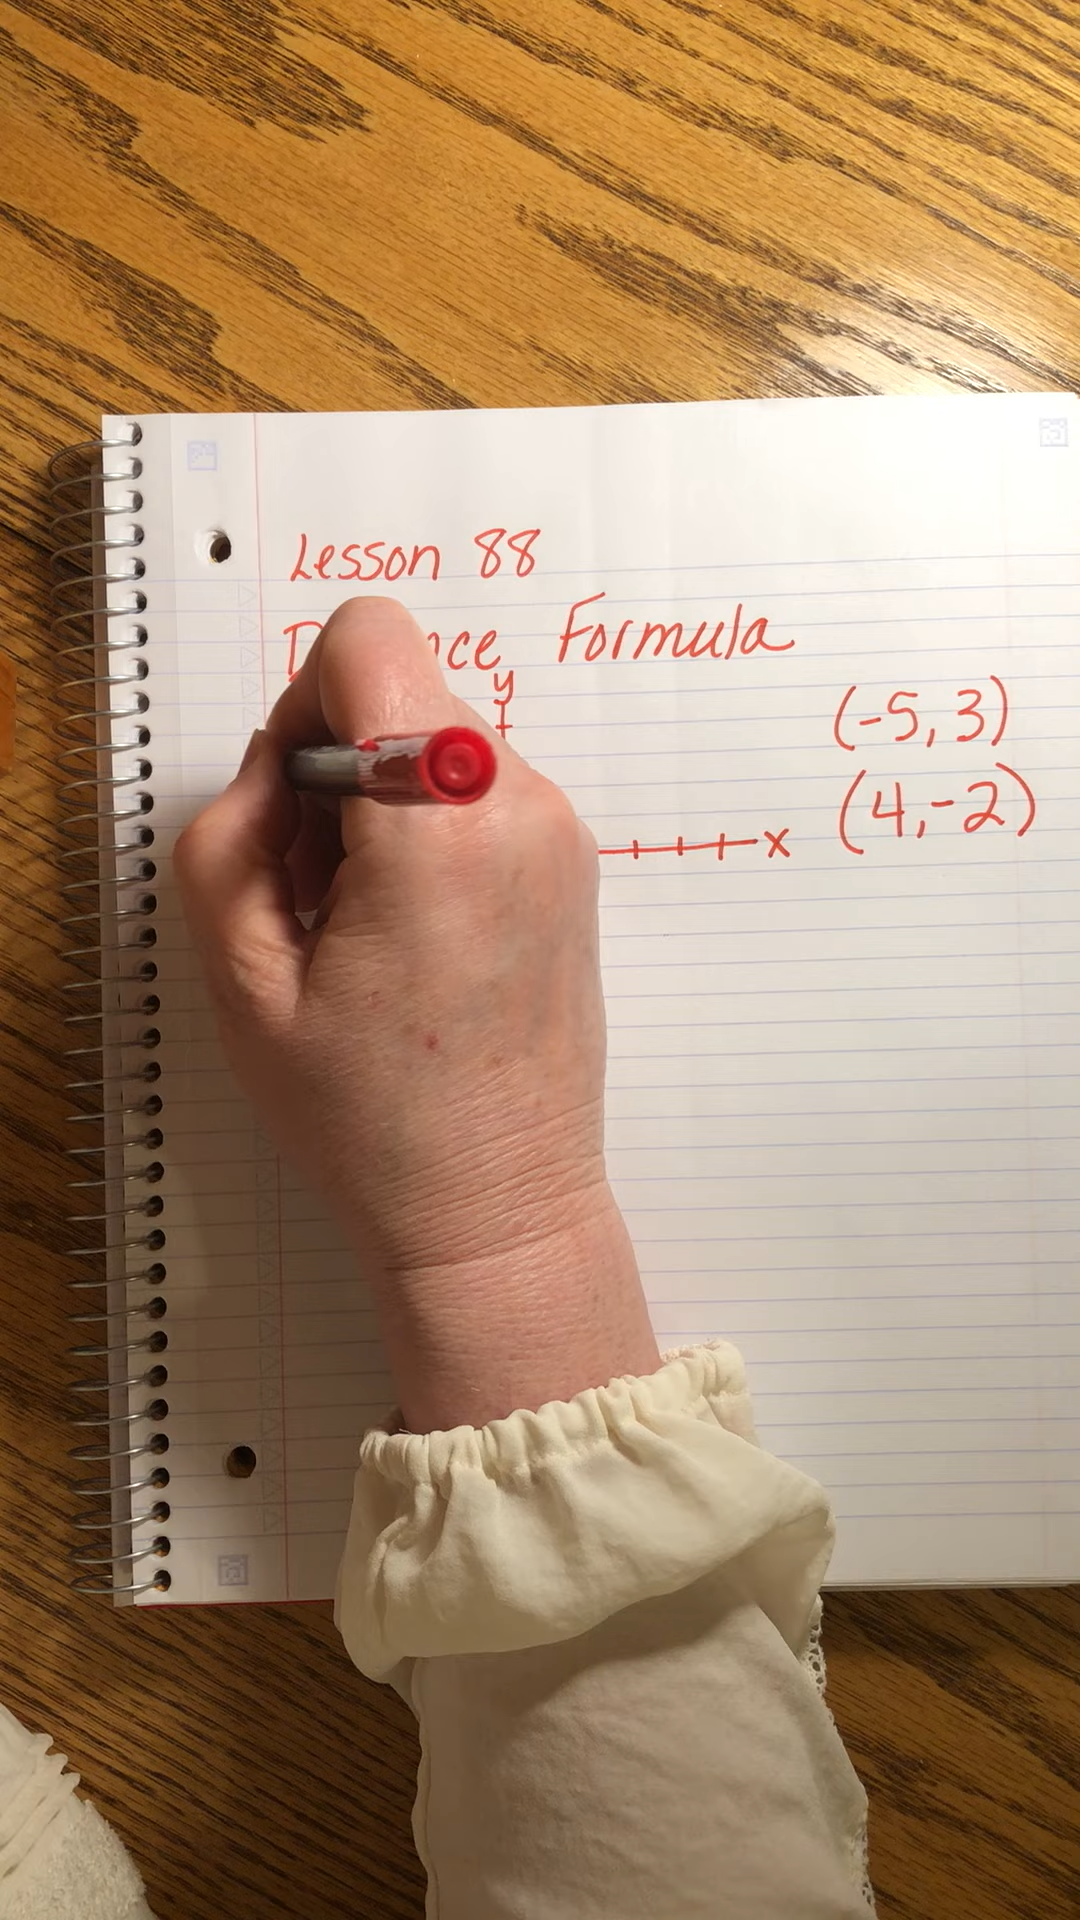 Lesson 88
Formula
y
(-5, 3)
(4, -2)
x